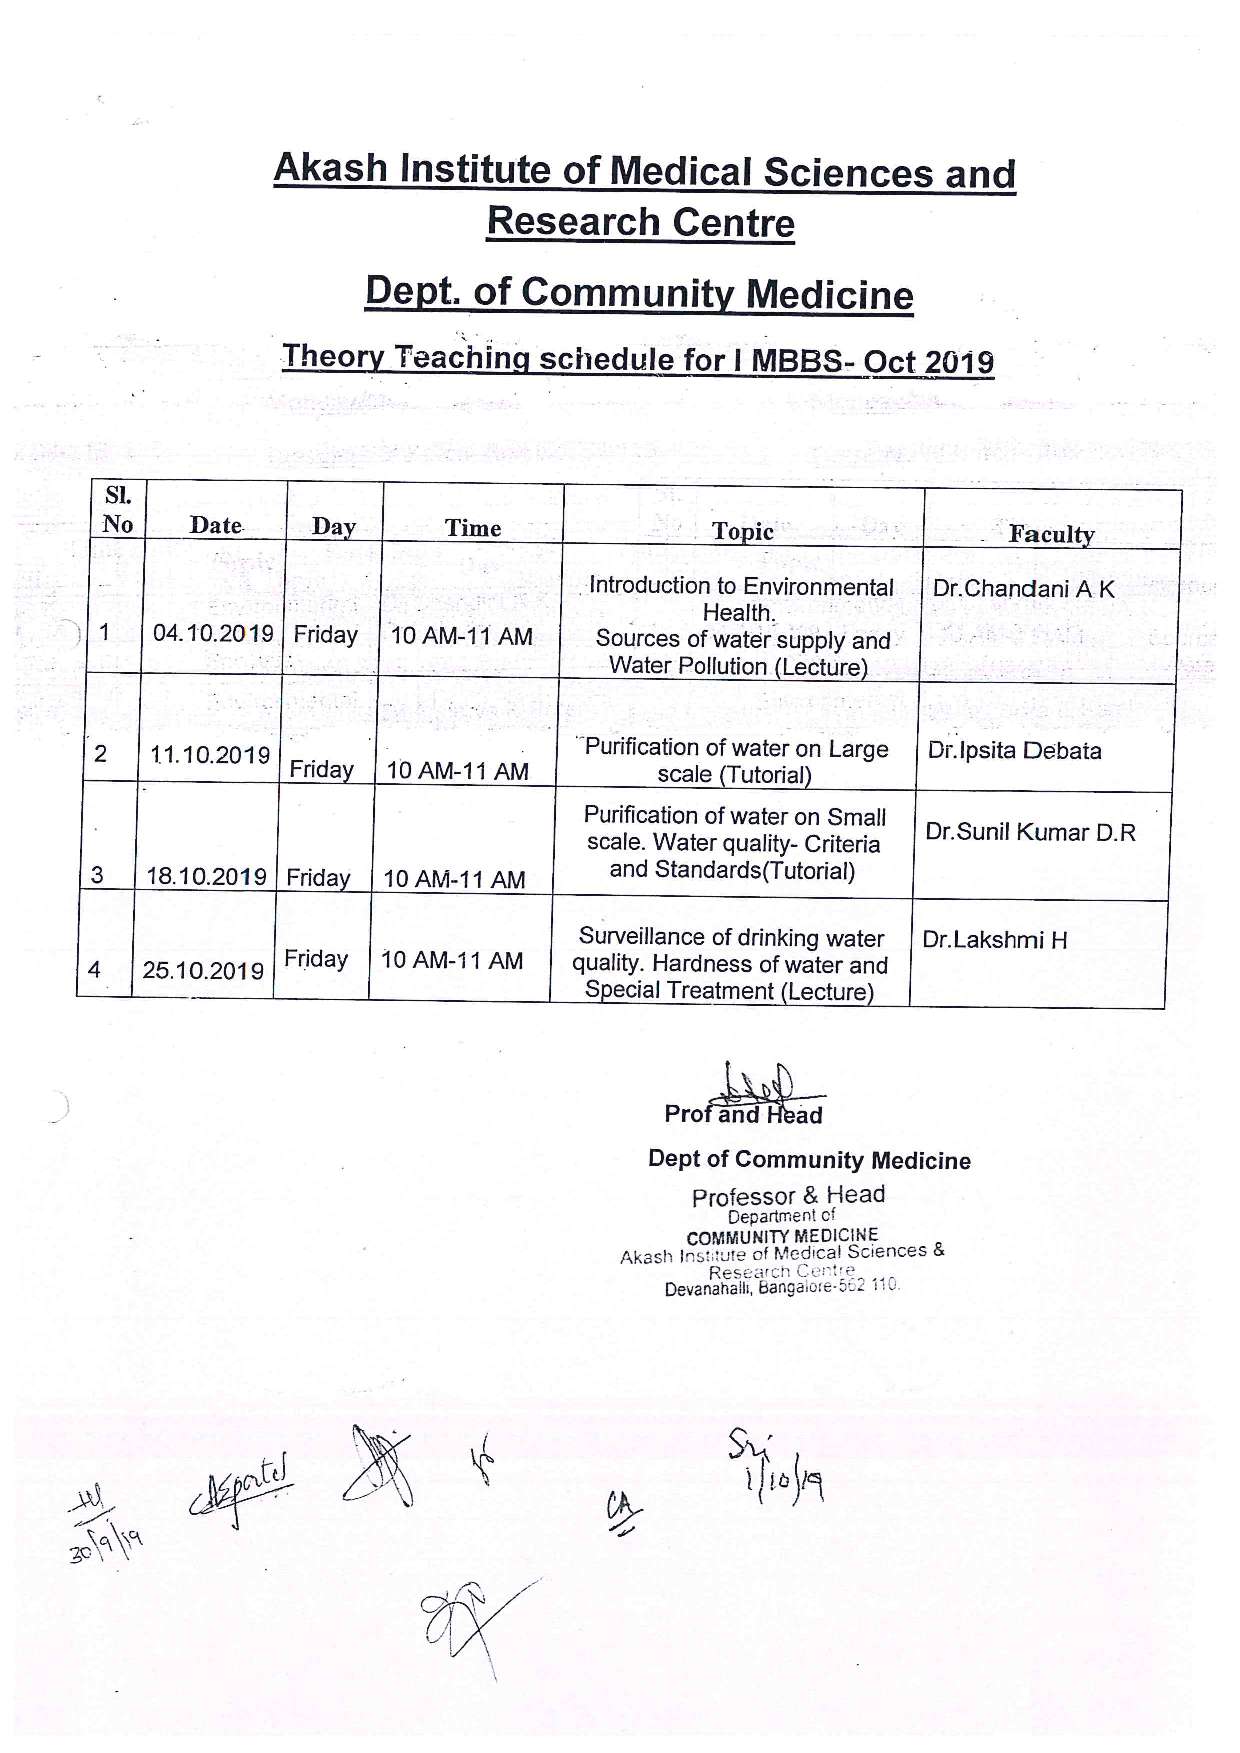 Akash Institute of Medical Sciences and
Research Centre
Dept. of Community Medicine
Theory Teaching schedule for I MBBS- Oct 2019
Sl.
No Date Day Time Topic Faculty
Introduction to Environmental Dr.Chandani A K
Health.
1 04.10.2019 Friday 10 AM-11 AM Sources of water supply and
Water Pollution (Lecture)
2 11.10.2019 Friday 10 AM-11 AM Purification of water on Large Dr.Ipsita Debata
scale (Tutorial)
Purification of water on Small
scale. Water quality- Criteria Dr.Sunil Kumar D.R
3 18.10.2019 Friday 10 AM-11 AM and Standards(Tutorial)
Surveillance of drinking water Dr.Lakshmi H
4 25.10.2019 Friday 10 AM-11 AM quality. Hardness of water and
Special Treatment (Lecture)
Prof and Head
Dept of Community Medicine
Professor & Head
Department of
COMMUNITY MEDICINE
Akash Institute of Medical Sciences &
Research Centre
Devanahalli, Bangalore-562 110.
Sri
1/10/19
CA
30/9/19